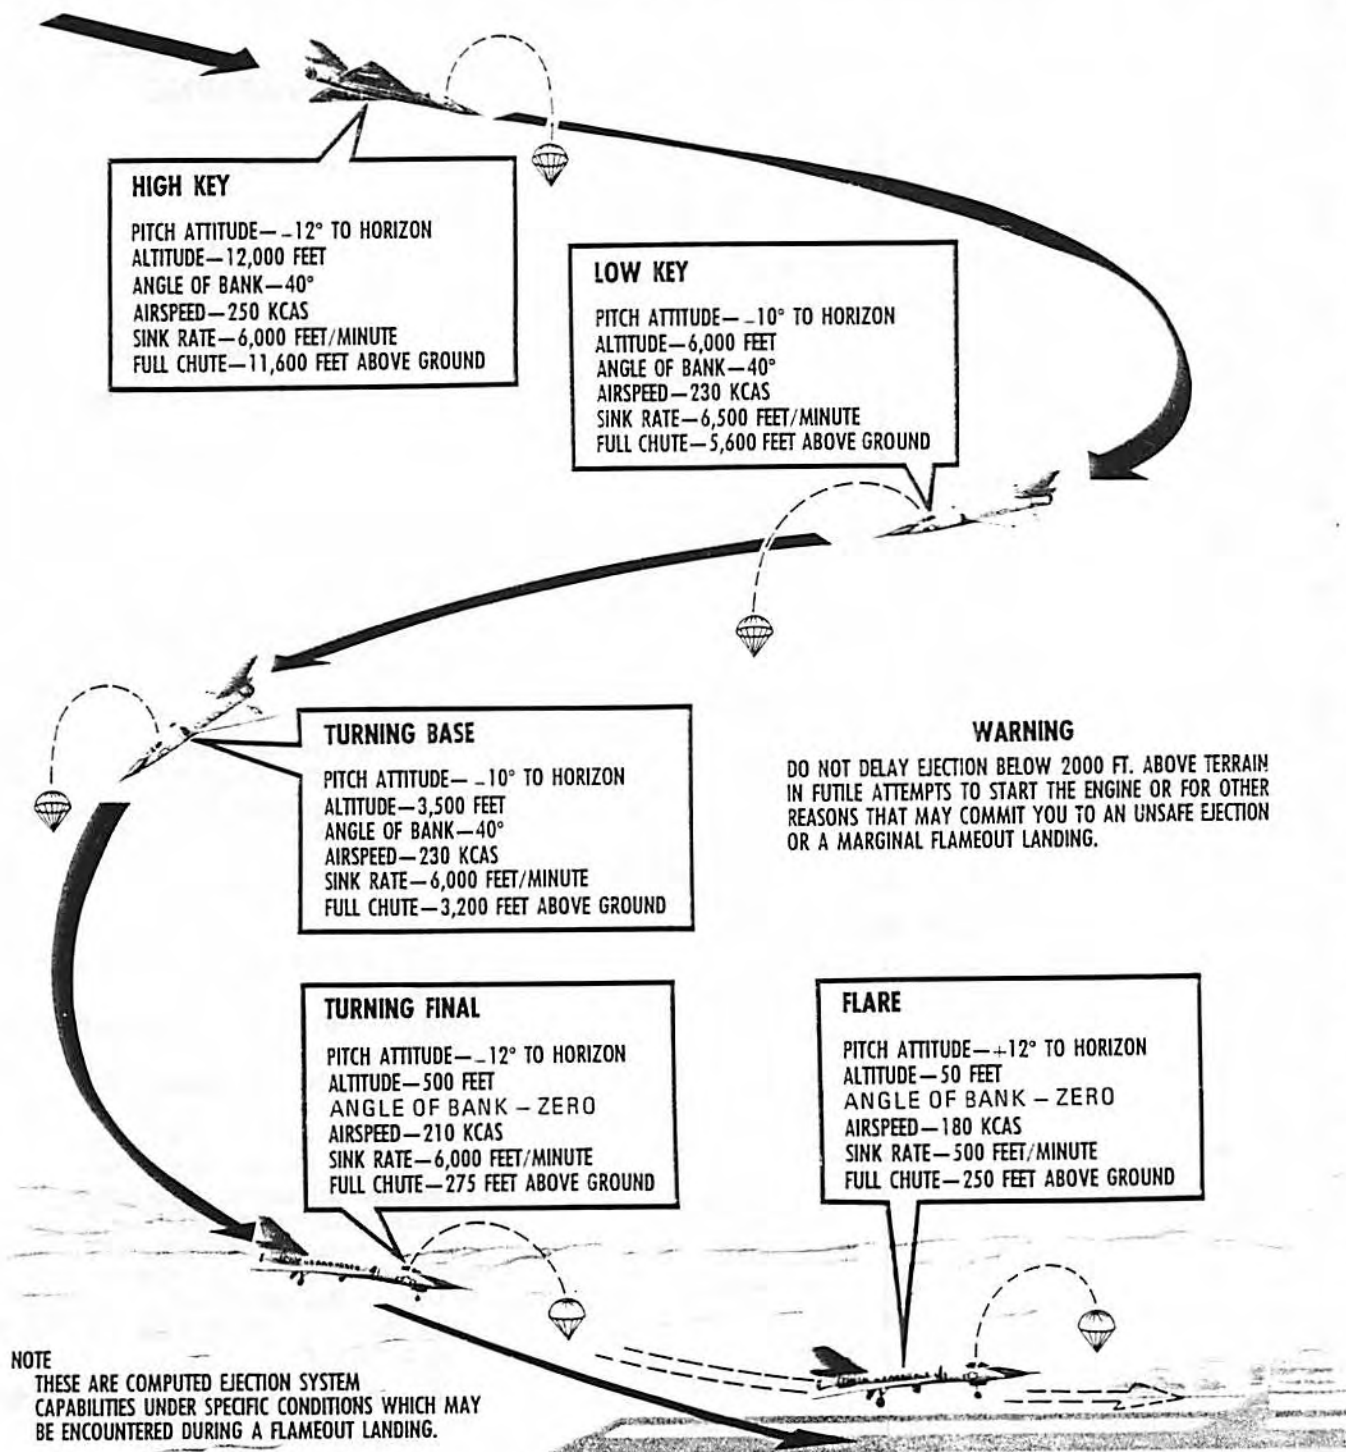 HIGH KEY
PITCH ATTITUDE— -12° TO HORIZON
ALTITUDE—12,000 FEET
ANGLE OF BANK—40°
AIRSPEED—250 KCAS
SINK RATE—6,000 FEET/MINUTE
FULL CHUTE—11,600 FEET ABOVE GROUND
LOW KEY
PITCH ATTITUDE— -10° TO HORIZON
ALTITUDE—6,000 FEET
ANGLE OF BANK—40°
AIRSPEED—230 KCAS
SINK RATE—6,500 FEET/MINUTE
FULL CHUTE—5,600 FEET ABOVE GROUND
TURNING BASE
PITCH ATTITUDE— -10° TO HORIZON
ALTITUDE—3,500 FEET
ANGLE OF BANK—40°
AIRSPEED—230 KCAS
SINK RATE—6,000 FEET/MINUTE
FULL CHUTE—3,200 FEET ABOVE GROUND
WARNING
DO NOT DELAY EJECTION BELOW 2000 FT. ABOVE TERRAIN
IN FUTILE ATTEMPTS TO START THE ENGINE OR FOR OTHER
REASONS THAT MAY COMMIT YOU TO AN UNSAFE EJECTION
OR A MARGINAL FLAMEOUT LANDING.
TURNING FINAL
PITCH ATTITUDE— -12° TO HORIZON
ALTITUDE—500 FEET
ANGLE OF BANK – ZERO
AIRSPEED—210 KCAS
SINK RATE—6,000 FEET/MINUTE
FULL CHUTE—275 FEET ABOVE GROUND
FLARE
PITCH ATTITUDE—+12° TO HORIZON
ALTITUDE—50 FEET
ANGLE OF BANK – ZERO
AIRSPEED—180 KCAS
SINK RATE—500 FEET/MINUTE
FULL CHUTE—250 FEET ABOVE GROUND
NOTE
THESE ARE COMPUTED EJECTION SYSTEM
CAPABILITIES UNDER SPECIFIC CONDITIONS WHICH MAY
BE ENCOUNTERED DURING A FLAMEOUT LANDING.